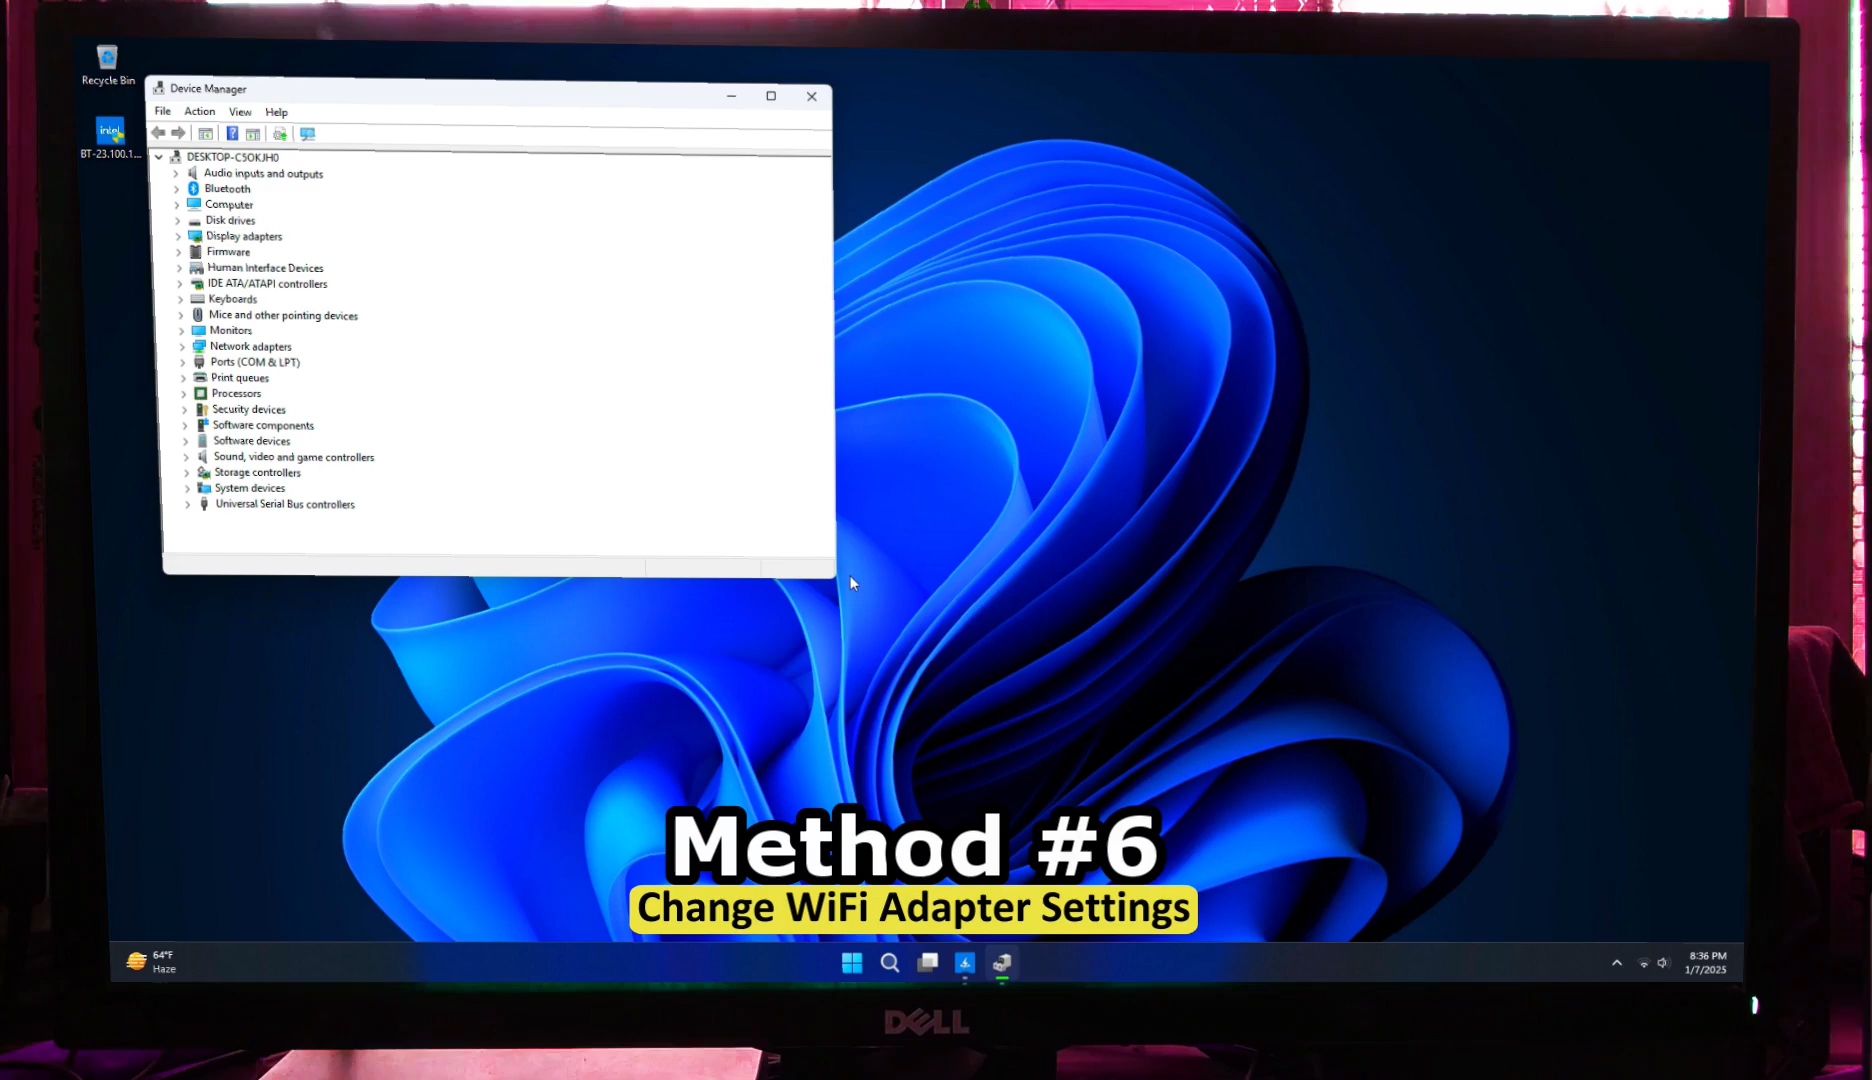 Recycle Bin
intel
BT-23.100.1...
Device Manager
File Action View Help
DESKTOP-C5OKJH0
Audio inputs and outputs
Bluetooth
Computer
Disk drives
Display adapters
Firmware
Human Interface Devices
IDE ATA/ATAPI controllers
Keyboards
Mice and other pointing devices
Monitors
Network adapters
Ports (COM & LPT)
Print queues
Processors
Security devices
Software components
Software devices
Sound, video and game controllers
Storage controllers
System devices
Universal Serial Bus controllers
Method #6
Change WiFi Adapter Settings
64°F
Haze
8:36 PM
1/7/2025
DELL